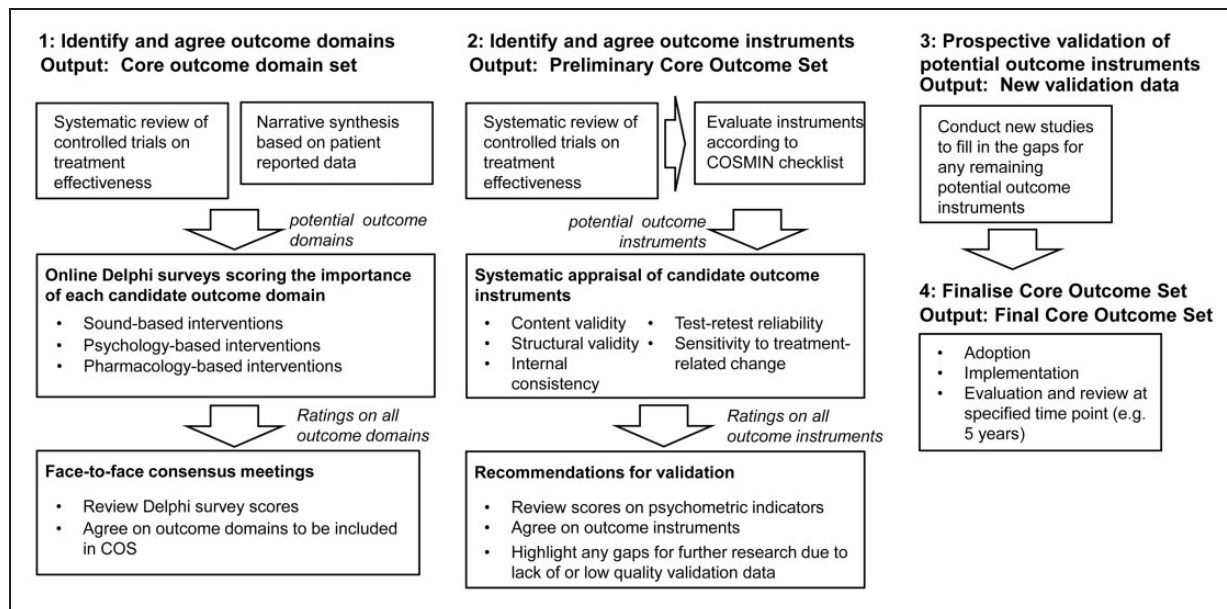 1: Identify and agree outcome domains
Output: Core outcome domain set
Systematic review of
controlled trials on
treatment
effectiveness
Narrative synthesis
based on patient
reported data
potential outcome
domains
Online Delphi surveys scoring the importance
of each candidate outcome domain
• Sound-based interventions
• Psychology-based interventions
• Pharmacology-based interventions
Ratings on all
outcome domains
Face-to-face consensus meetings
• Review Delphi survey scores
• Agree on outcome domains to be included
in COS
2: Identify and agree outcome instruments
Output: Preliminary Core Outcome Set
Systematic review of
controlled trials on
treatment
effectiveness
Evaluate instruments
according to
COSMIN checklist
potential outcome
instruments
Systematic appraisal of candidate outcome
instruments
• Content validity
• Structural validity
• Internal
consistency
• Test-retest reliability
• Sensitivity to treatment-
related change
Ratings on all
outcome instruments
Recommendations for validation
• Review scores on psychometric indicators
• Agree on outcome instruments
• Highlight any gaps for further research due to
lack of or low quality validation data
3: Prospective validation of
potential outcome instruments
Output: New validation data
Conduct new studies
to fill in the gaps for
any remaining
potential outcome
instruments
4: Finalise Core Outcome Set
Output: Final Core Outcome Set
• Adoption
• Implementation
• Evaluation and review at
specified time point (e.g.
5 years)